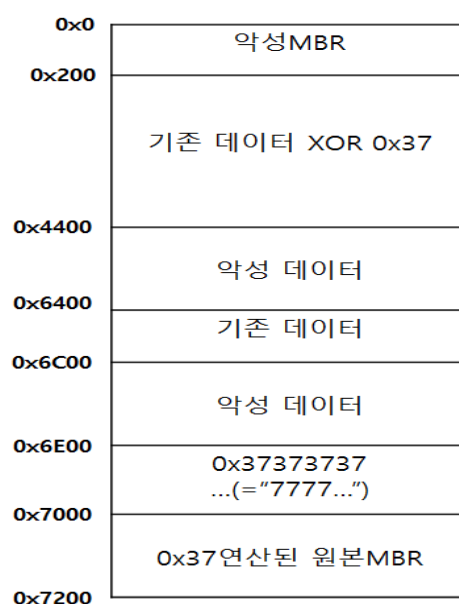 0x0
악성MBR
0x200
기존 데이터 XOR 0x37
0x4400
악성 데이터
0x6400
기존 데이터
0x6C00
악성 데이터
0x6E00
0x37373737
...(="7777...")
0x7000
0x37연산된 원본MBR
0x7200